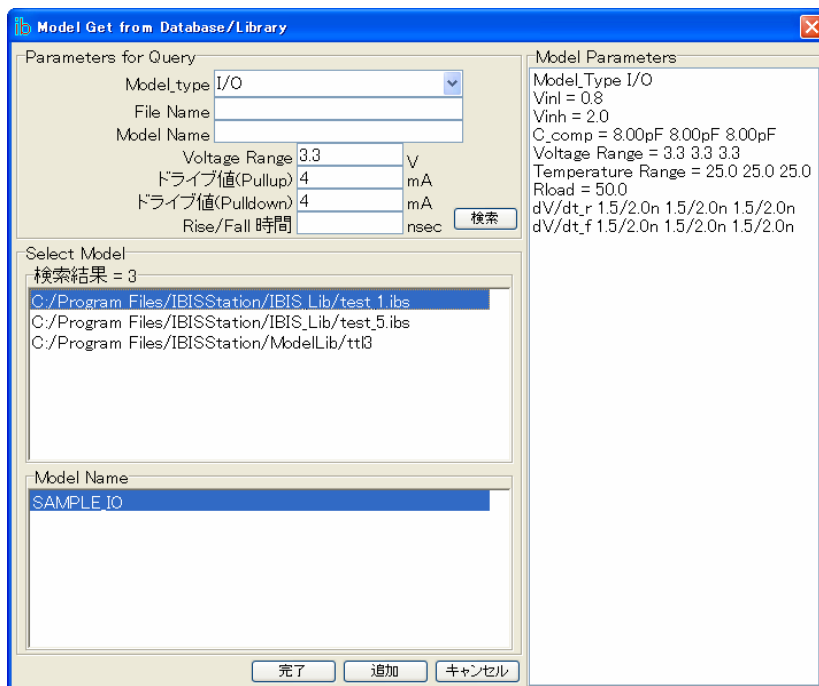 Model Get from Database/Library
Parameters for Query
Model_type I/O
File Name
Model Name
Voltage Range 3.3 V
ドライブ値(Pullup) 4 mA
ドライブ値(Pulldown) 4 mA
Rise/Fall 時間 nsec 検索
Select Model
検索結果 = 3
C:/Program Files/IBISStation/IBIS_Lib/test_1.ibs
C:/Program Files/IBISStation/IBIS_Lib/test_5.ibs
C:/Program Files/IBISStation/ModelLib/ttl3
Model Name
SAMPLE_IO
完了 追加 キャンセル
Model Parameters
Model_Type I/O
Vinl = 0.8
Vinh = 2.0
C_comp = 8.00pF 8.00pF 8.00pF
Voltage Range = 3.3 3.3 3.3
Temperature Range = 25.0 25.0 25.0
Rload = 50.0
dV/dt_r 1.5/2.0n 1.5/2.0n 1.5/2.0n
dV/dt_f 1.5/2.0n 1.5/2.0n 1.5/2.0n